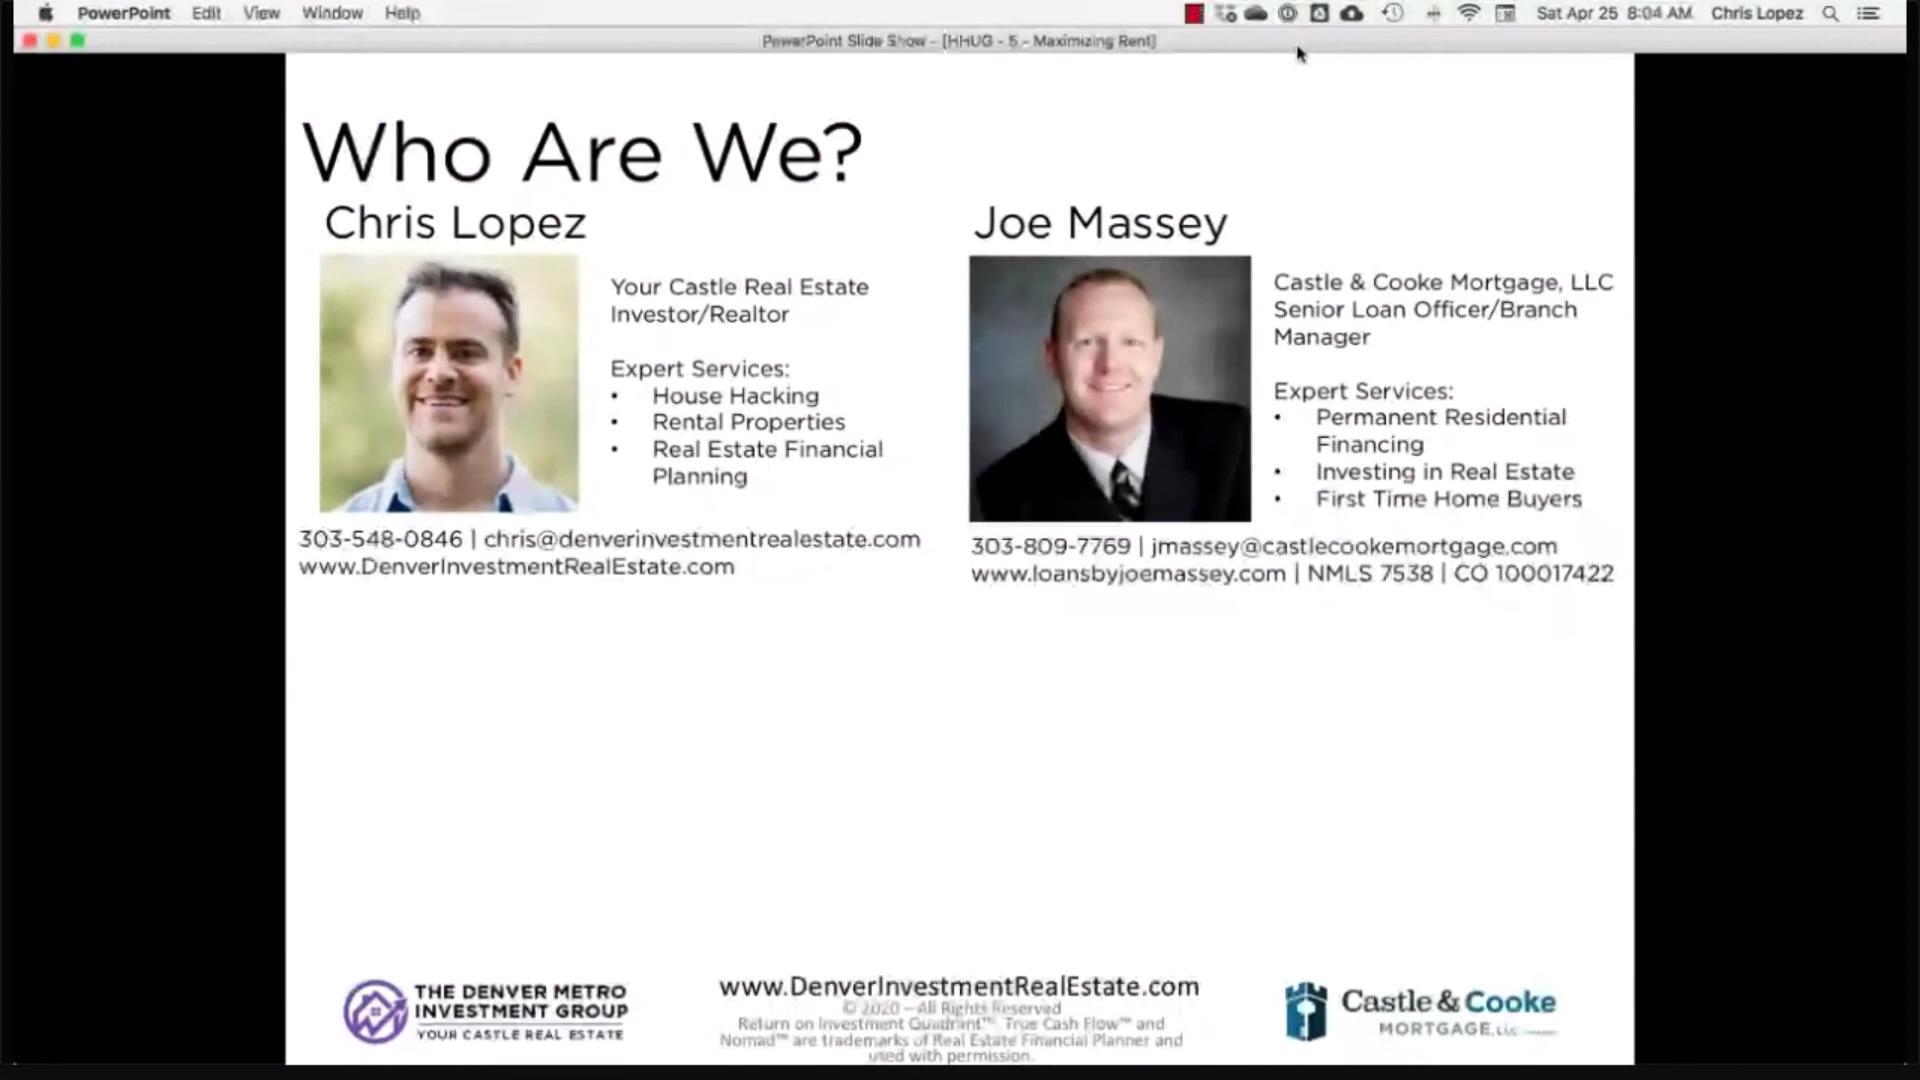 PowerPoint Edit View Window Help Sat Apr 25 8:04 AM Chris Lopez
PowerPoint Slide Show - [HHUG - 5 - Maximizing Rent]
Who Are We?
Chris Lopez
Your Castle Real Estate
Investor/Realtor
Expert Services:
• House Hacking
• Rental Properties
• Real Estate Financial
Planning
303-548-0846 | chris@denverinvestmentrealestate.com
www.DenverInvestmentRealEstate.com
Joe Massey
Castle & Cooke Mortgage, LLC
Senior Loan Officer/Branch
Manager
Expert Services:
• Permanent Residential
Financing
• Investing in Real Estate
• First Time Home Buyers
303-809-7769 | jmassey@castlecookemortgage.com
www.loansbyjoemassey.com | NMLS 7538 | CO 100017422
THE DENVER METRO
INVESTMENT GROUP
YOUR CASTLE REAL ESTATE
www.DenverInvestmentRealEstate.com
© 2020 – All Rights Reserved
Return on Investment Quadrant™, True Cash Flow™ and
Nomad™ are trademarks of Real Estate Financial Planner and
used with permission.
Castle & Cooke
MORTGAGE, LLC